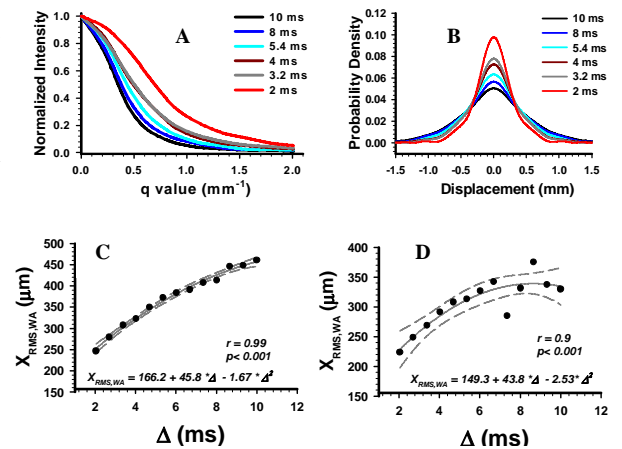 A
10 ms
8 ms
5.4 ms
4 ms
3.2 ms
2 ms
Normalized Intensity
1.0
0.8
0.6
0.4
0.2
0.0
0.0 0.5 1.0 1.5 2.0
q value (mm⁻¹)
B
10 ms
8 ms
5.4 ms
4 ms
3.2 ms
2 ms
Probability Density
0.12
0.10
0.08
0.06
0.04
0.02
0.00
-1.5 -1.0 -0.5 0.0 0.5 1.0 1.5
Displacement (mm)
C
X RMS,WA (μm)
500
450
400
350
300
250
200
150
r = 0.99
p< 0.001
X RMS,WA = 166.2 + 45.8 *Δ - 1.67 * Δ²
0 2 4 6 8 10 12
Δ (ms)
D
X RMS,WA (μm)
400
350
300
250
200
150
r = 0.9
p< 0.001
X RMS,WA = 149.3 + 43.8 *Δ - 2.53* Δ²
0 2 4 6 8 10 12
Δ (ms)